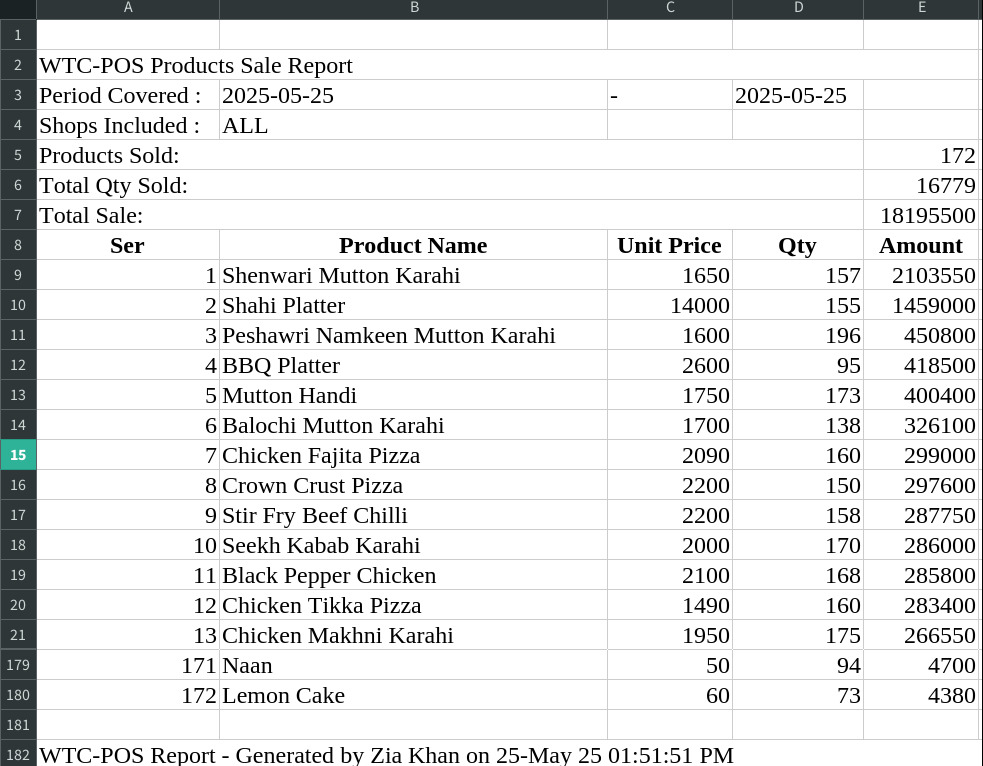 A B C D E
1
2 WTC-POS Products Sale Report
3 Period Covered : 2025-05-25 - 2025-05-25
4 Shops Included : ALL
5 Products Sold: 172
6 Total Qty Sold: 16779
7 Total Sale: 18195500
8 Ser Product Name Unit Price Qty Amount
9 1 Shenwari Mutton Karahi 1650 157 2103550
10 2 Shahi Platter 14000 155 1459000
11 3 Peshawri Namkeen Mutton Karahi 1600 196 450800
12 4 BBQ Platter 2600 95 418500
13 5 Mutton Handi 1750 173 400400
14 6 Balochi Mutton Karahi 1700 138 326100
15 7 Chicken Fajita Pizza 2090 160 299000
16 8 Crown Crust Pizza 2200 150 297600
17 9 Stir Fry Beef Chilli 2200 158 287750
18 10 Seekh Kabab Karahi 2000 170 286000
19 11 Black Pepper Chicken 2100 168 285800
20 12 Chicken Tikka Pizza 1490 160 283400
21 13 Chicken Makhni Karahi 1950 175 266550
179 171 Naan 50 94 4700
180 172 Lemon Cake 60 73 4380
181
182 WTC-POS Report - Generated by Zia Khan on 25-May 25 01:51:51 PM